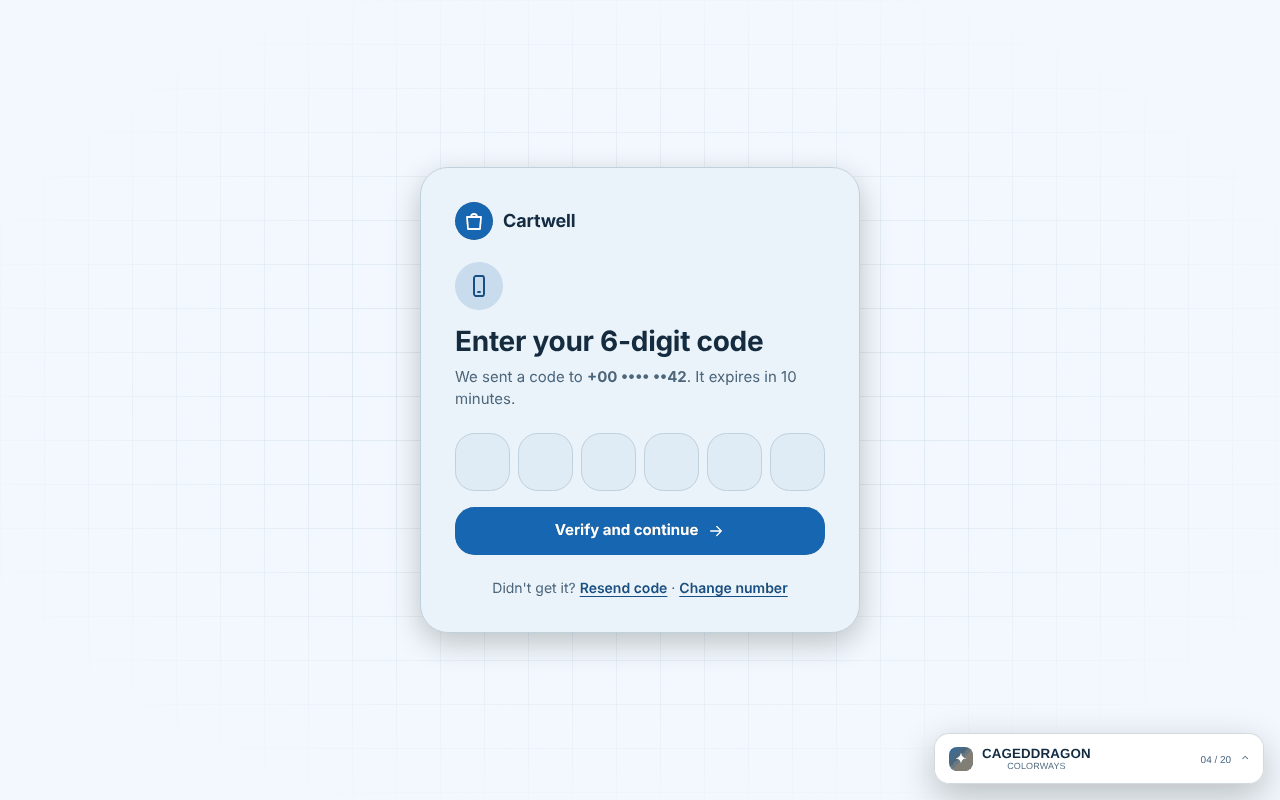 Cartwell
Enter your 6-digit code
We sent a code to +00 •••• ••42. It expires in 10
minutes.
Verify and continue →
Didn't get it? Resend code · Change number
CAGEDDRAGON
COLORWAYS
04 / 20